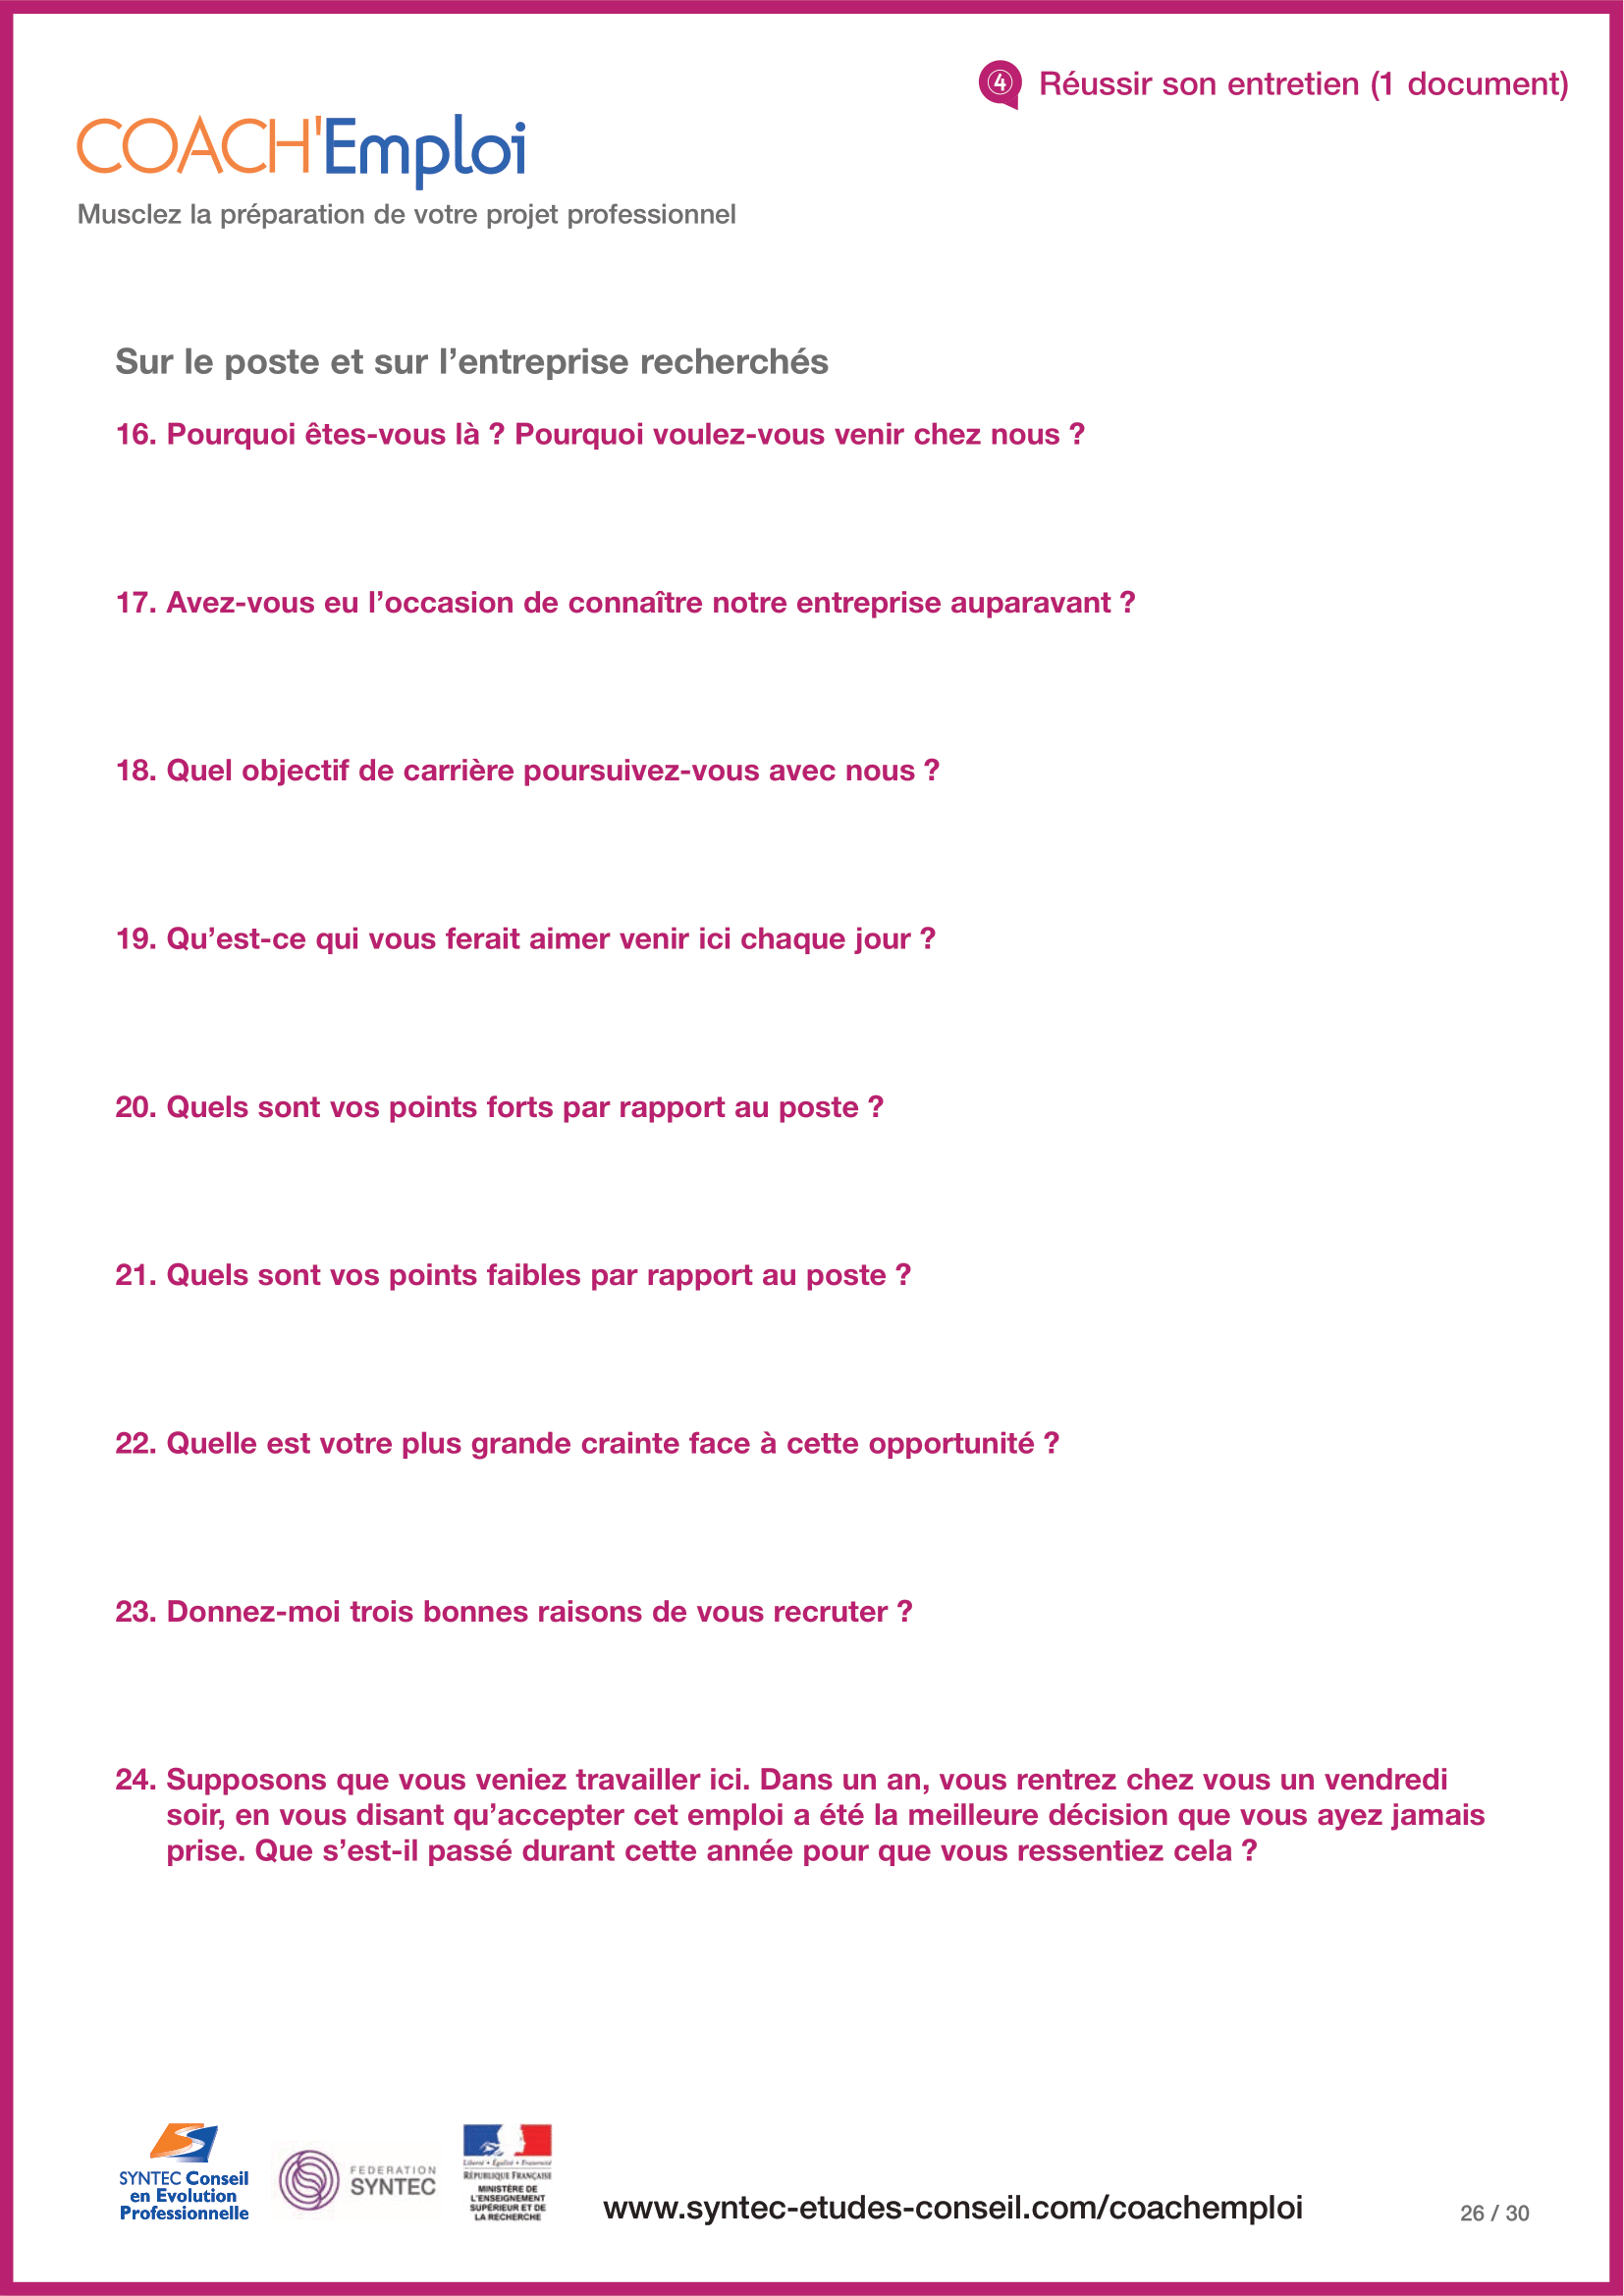 4 Réussir son entretien (1 document)
COACH'Emploi
Musclez la préparation de votre projet professionnel
Sur le poste et sur l’entreprise recherchés
16. Pourquoi êtes-vous là ? Pourquoi voulez-vous venir chez nous ?
17. Avez-vous eu l’occasion de connaître notre entreprise auparavant ?
18. Quel objectif de carrière poursuivez-vous avec nous ?
19. Qu’est-ce qui vous ferait aimer venir ici chaque jour ?
20. Quels sont vos points forts par rapport au poste ?
21. Quels sont vos points faibles par rapport au poste ?
22. Quelle est votre plus grande crainte face à cette opportunité ?
23. Donnez-moi trois bonnes raisons de vous recruter ?
24. Supposons que vous veniez travailler ici. Dans un an, vous rentrez chez vous un vendredi
soir, en vous disant qu’accepter cet emploi a été la meilleure décision que vous ayez jamais
prise. Que s’est-il passé durant cette année pour que vous ressentiez cela ?
SYNTEC Conseil
en Evolution
Professionnelle
FEDERATION
SYNTEC
Liberté • Égalité • Fraternité
RÉPUBLIQUE FRANÇAISE
MINISTÈRE DE
L'ENSEIGNEMENT
SUPÉRIEUR ET DE
LA RECHERCHE
www.syntec-etudes-conseil.com/coachemploi
26 / 30